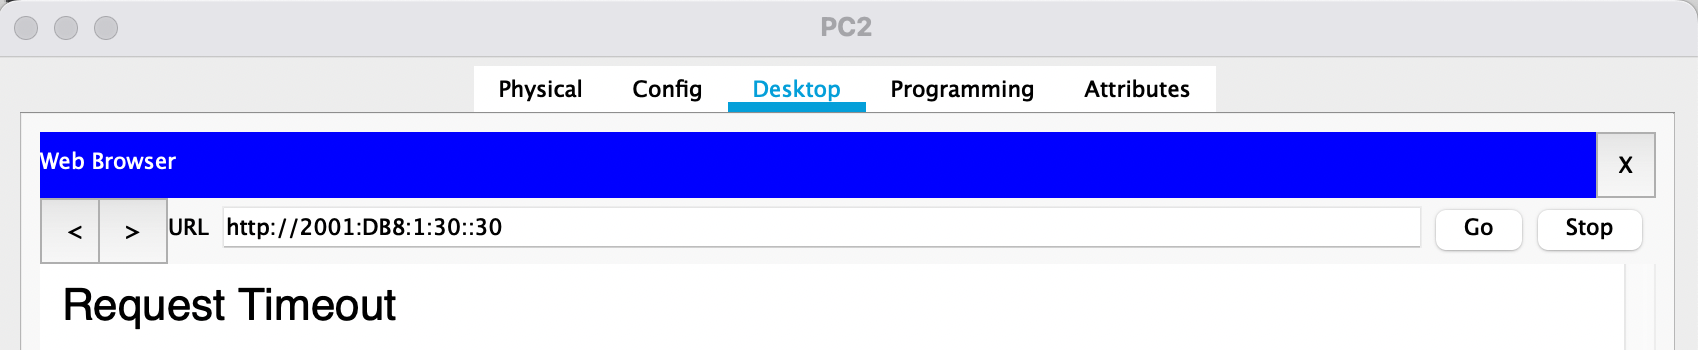 PC2
Physical Config Desktop Programming Attributes
Web Browser X
< > URL http://2001:DB8:1:30::30 Go Stop
Request Timeout